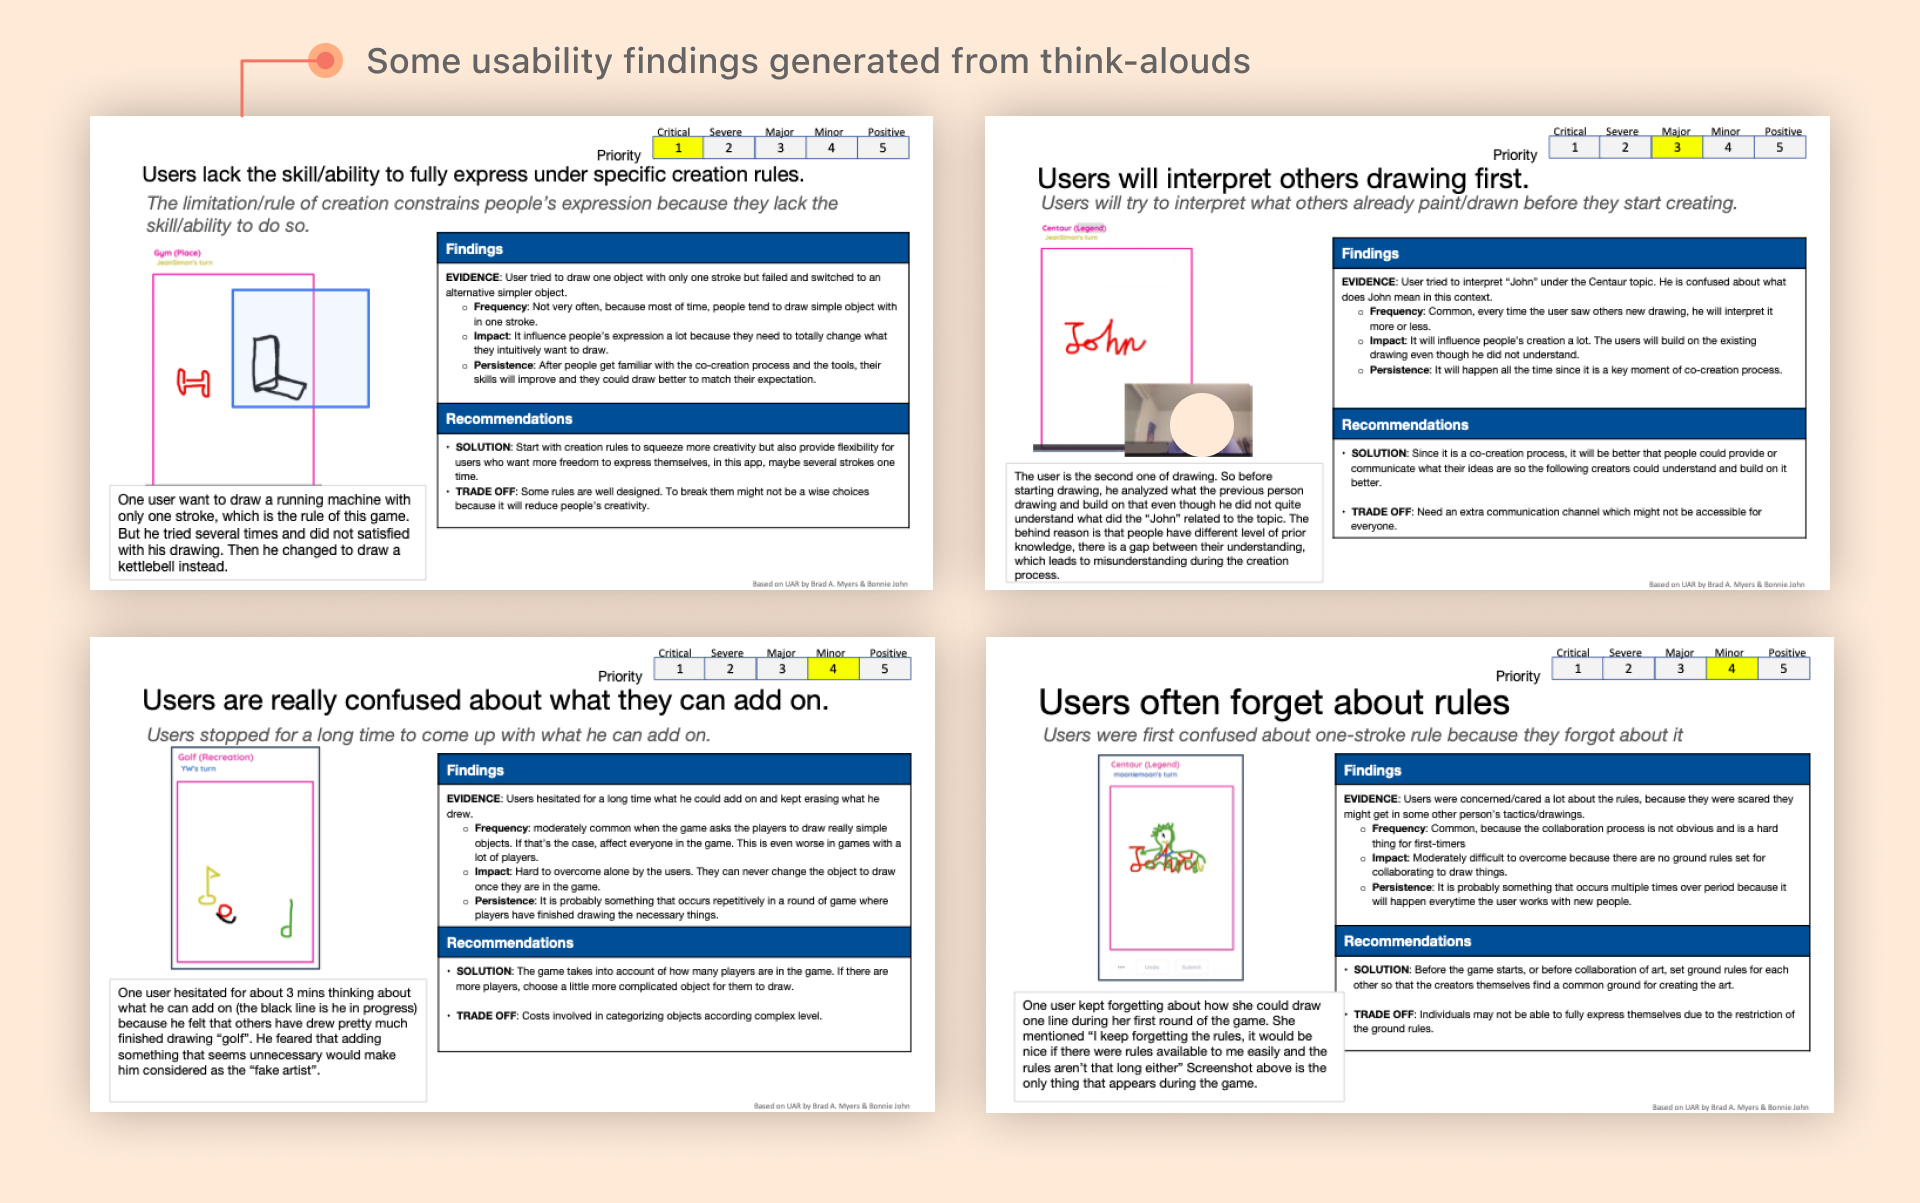 Some usability findings generated from think-alouds
Critical Severe Major Minor Positive
Priority 1 2 3 4 5
Users lack the skill/ability to fully express under specific creation rules.
The limitation/rule of creation constrains people's expression because they lack the
skill/ability to do so.
Gym (Place)
JeanSimon's turn
Findings
EVIDENCE: User tried to draw one object with only one stroke but failed and switched to an
alternative simpler object.
o Frequency: Not very often, because most of time, people tend to draw simple object with
in one stroke.
o Impact: It influence people's expression a lot because they need to totally change what
they intuitively want to draw.
o Persistence: After people get familiar with the co-creation process and the tools, their
skills will improve and they could draw better to match their expectation.
Recommendations
• SOLUTION: Start with creation rules to squeeze more creativity but also provide flexibility for
users who want more freedom to express themselves, in this app, maybe several strokes one
time.
• TRADE OFF: Some rules are well designed. To break them might not be a wise choices
because it will reduce people's creativity.
One user want to draw a running machine with
only one stroke, which is the rule of this game.
But he tried several times and did not satisfied
with his drawing. Then he changed to draw a
kettlebell instead.
Based on UAR by Brad A. Myers & Bonnie John
Critical Severe Major Minor Positive
Priority 1 2 3 4 5
Users will interpret others drawing first.
Users will try to interpret what others already paint/drawn before they start creating.
Centaur (Legend)
JeanSimon's turn
John
Findings
EVIDENCE: User tried to interpret "John" under the Centaur topic. He is confused about what
does John mean in this context.
o Frequency: Common, every time the user saw others new drawing, he will interpret it
more or less.
o Impact: It will influence people's creation a lot. The users will build on the existing
drawing even though he did not understand.
o Persistence: It will happen all the time since it is a key moment of co-creation process.
Recommendations
• SOLUTION: Since it is a co-creation process, it will be better that people could provide or
communicate what their ideas are so the following creators could understand and build on it
better.
• TRADE OFF: Need an extra communication channel which might not be accessible for
everyone.
The user is the second one of drawing. So before
starting drawing, he analyzed what the previous person
drawing and build on that even though he did not quite
understand what did the "John" related to the topic. The
behind reason is that people have different level of prior
knowledge, there is a gap between their understanding,
which leads to misunderstanding during the creation
process.
Based on UAR by Brad A. Myers & Bonnie John
Critical Severe Major Minor Positive
Priority 1 2 3 4 5
Users are really confused about what they can add on.
Users stopped for a long time to come up with what he can add on.
Golf (Recreation)
YW's turn
Findings
EVIDENCE: Users hesitated for a long time what he could add on and kept erasing what he
drew.
o Frequency: moderately common when the game asks the players to draw really simple
objects. If that's the case, affect everyone in the game. This is even worse in games with a
lot of players.
o Impact: Hard to overcome alone by the users. They can never change the object to draw
once they are in the game.
o Persistence: It is probably something that occurs repetitively in a round of game where
players have finished drawing the necessary things.
Recommendations
• SOLUTION: The game takes into account of how many players are in the game. If there are
more players, choose a little more complicated object for them to draw.
• TRADE OFF: Costs involved in categorizing objects according complex level.
One user hesitated for about 3 mins thinking about
what he can add on (the black line is he in progress)
because he felt that others have drew pretty much
finished drawing "golf". He feared that adding
something that seems unnecessary would make
him considered as the "fake artist".
Based on UAR by Brad A. Myers & Bonnie John
Critical Severe Major Minor Positive
Priority 1 2 3 4 5
Users often forget about rules
Users were first confused about one-stroke rule because they forgot about it
Centaur (Legend)
mooniemoon's turn
John
Undo Submit
Findings
EVIDENCE: Users were concerned/cared a lot about the rules, because they were scared they
might get in some other person's tactics/drawings.
o Frequency: Common, because the collaboration process is not obvious and is a hard
thing for first-timers
o Impact: Moderately difficult to overcome because there are no ground rules set for
collaborating to draw things.
o Persistence: It is probably something that occurs multiple times over period because it
will happen everytime the user works with new people.
Recommendations
• SOLUTION: Before the game starts, or before collaboration of art, set ground rules for each
other so that the creators themselves find a common ground for creating the art.
• TRADE OFF: Individuals may not be able to fully express themselves due to the restriction of
the ground rules.
One user kept forgetting about how she could draw
one line during her first round of the game. She
mentioned "I keep forgetting the rules, it would be
nice if there were rules available to me easily and the
rules aren't that long either" Screenshot above is the
only thing that appears during the game.
Based on UAR by Brad A. Myers & Bonnie John